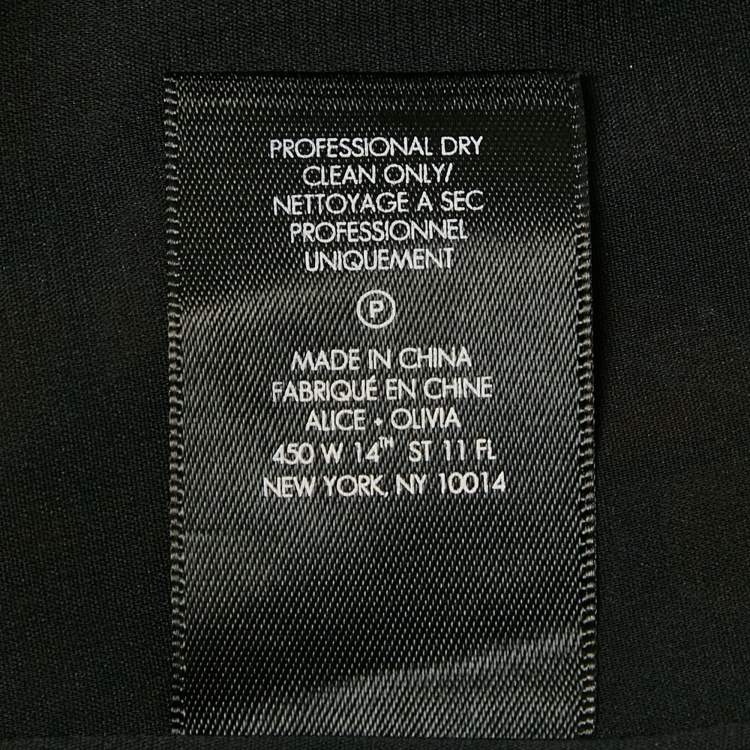 PROFESSIONAL DRY
CLEAN ONLY/
NETTOYAGE A SEC
PROFESSIONNEL
UNIQUEMENT
P
MADE IN CHINA
FABRIQUÉ EN CHINE
ALICE + OLIVIA
450 W 14TH ST 11 FL
NEW YORK, NY 10014